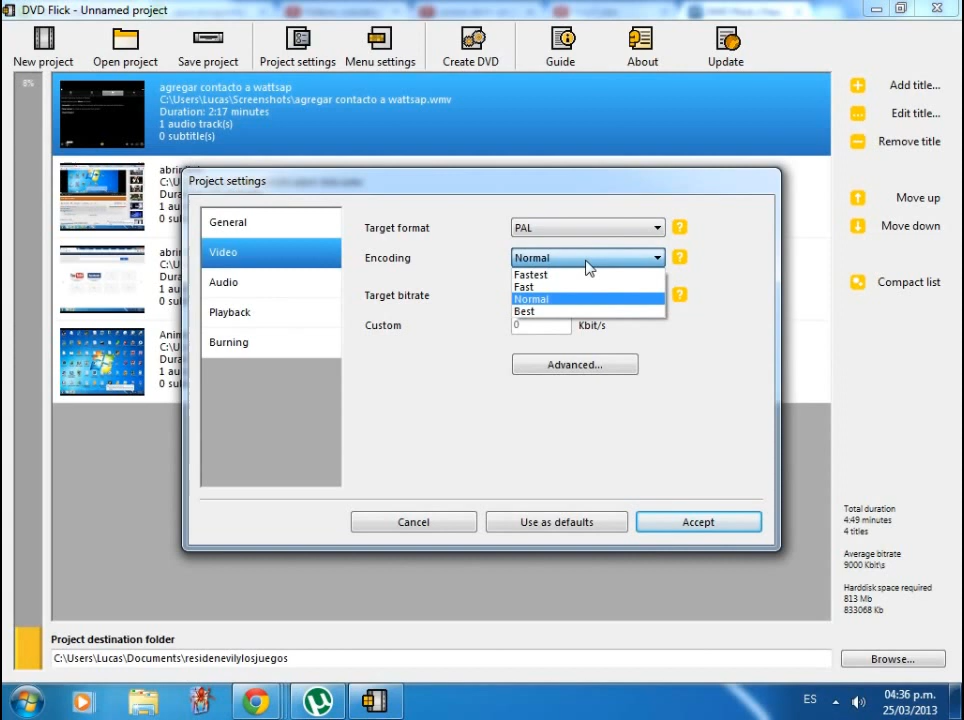 DVD Flick - Unnamed project
New project
Open project
Save project
Project settings
Menu settings
Create DVD
Guide
About
Update
8%
agregar contacto a wattsap
C:\Users\Lucas\Screenshots\agregar contacto a wattsap.wmv
Duration: 2:17 minutes
1 audio track(s)
0 subtitle(s)
Add title...
Edit title...
Remove title
Move up
Move down
Compact list
Project settings
General
Video
Audio
Playback
Burning
Target format
PAL
Encoding
Normal
Fastest
Fast
Normal
Best
Target bitrate
Custom
0
Kbit/s
Advanced...
Cancel
Use as defaults
Accept
Total duration
4:49 minutes
4 titles
Average bitrate
9000 Kbit\s
Harddisk space required
813 Mb
833068 Kb
Project destination folder
C:\Users\Lucas\Documents\residenevilylosjuegos
Browse...
ES
04:36 p.m.
25/03/2013